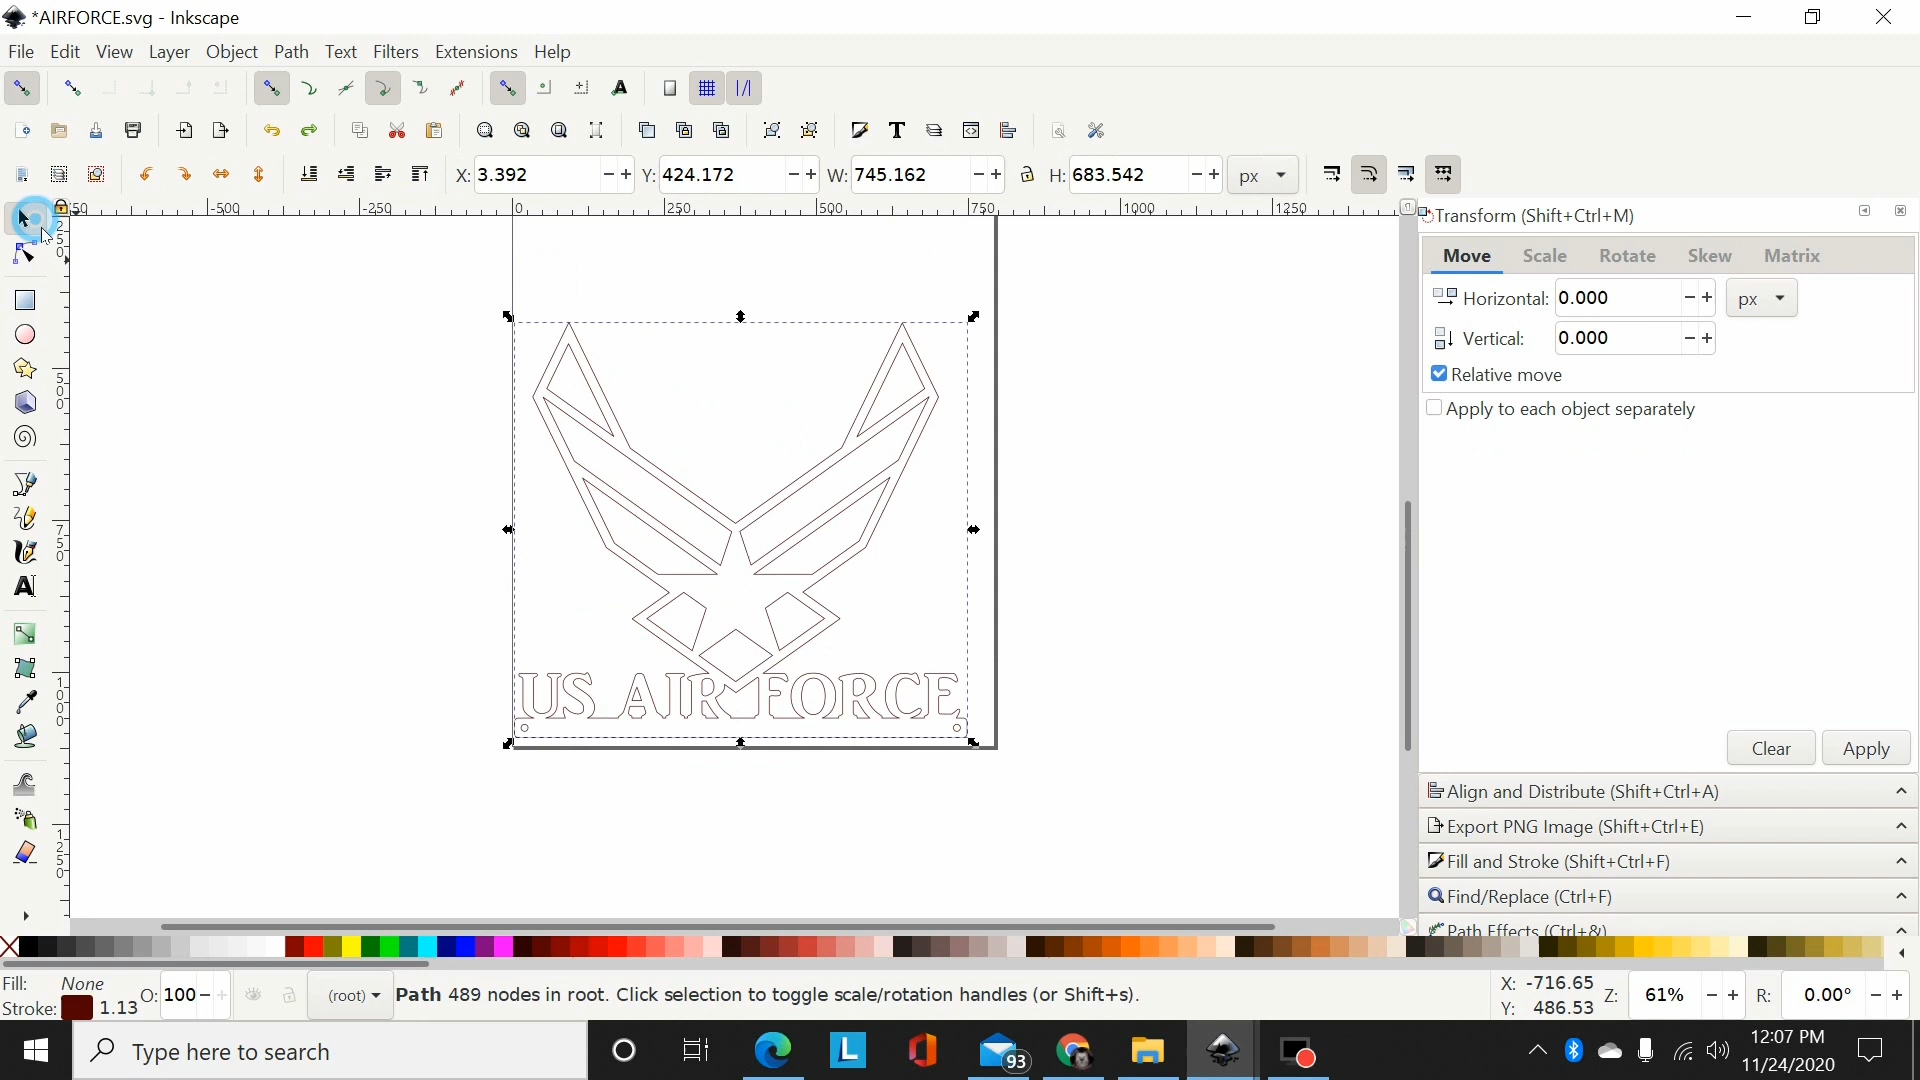 *AIRFORCE.svg - Inkscape
File Edit View Layer Object Path Text Filters Extensions Help
X: 3.392 Y: 424.172 W: 745.162 H: 683.542 px
Transform (Shift+Ctrl+M)
Move Scale Rotate Skew Matrix
Horizontal: 0.000 px
Vertical: 0.000
Relative move
Apply to each object separately
-500 -250 0 250 500 750 1000 1250
US AIR FORCE
Clear Apply
Align and Distribute (Shift+Ctrl+A)
Export PNG Image (Shift+Ctrl+E)
Fill and Stroke (Shift+Ctrl+F)
Find/Replace (Ctrl+F)
Path Effects (Ctrl+&)
Fill: None
Stroke: 1.13 O: 100 (root) Path 489 nodes in root. Click selection to toggle scale/rotation handles (or Shift+s).
X: -716.65
Y: 486.53 Z: 61% R: 0.00°
Type here to search
93
12:07 PM
11/24/2020